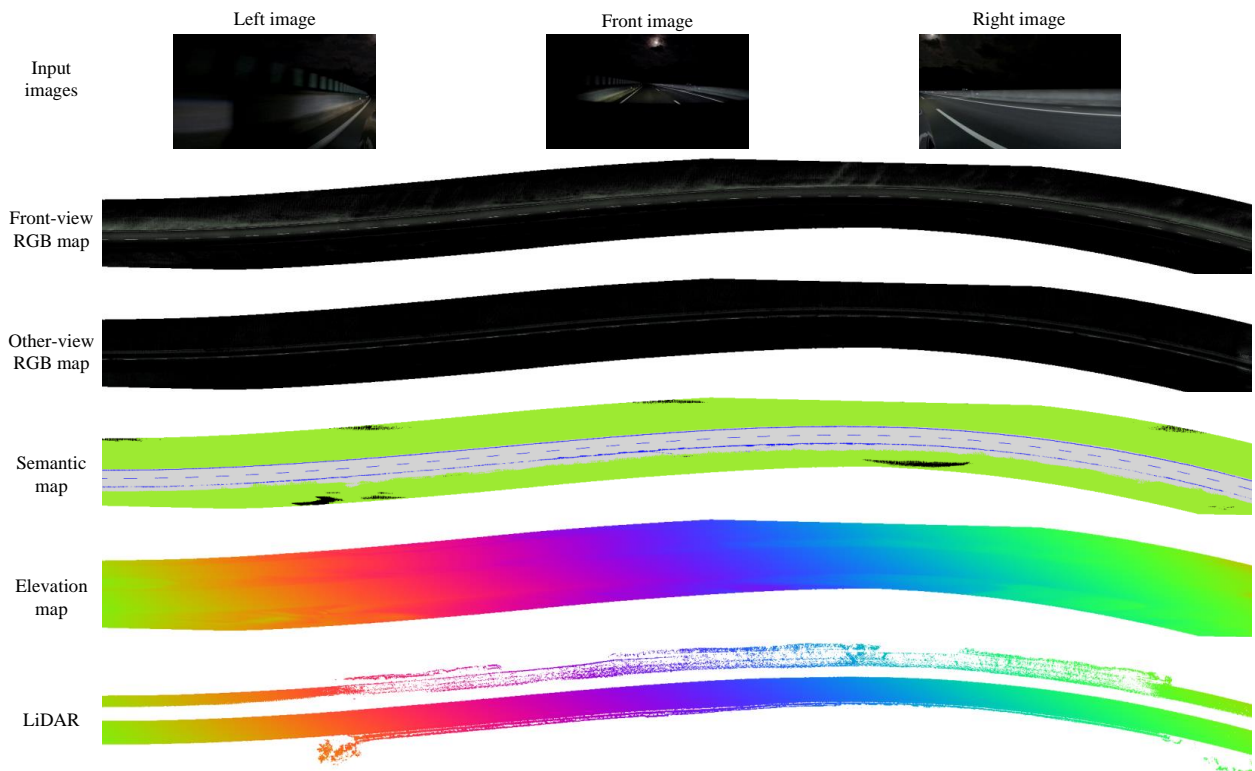 Left image
Front image
Right image
Input
images
Front-view
RGB map
Other-view
RGB map
Semantic
map
Elevation
map
LiDAR